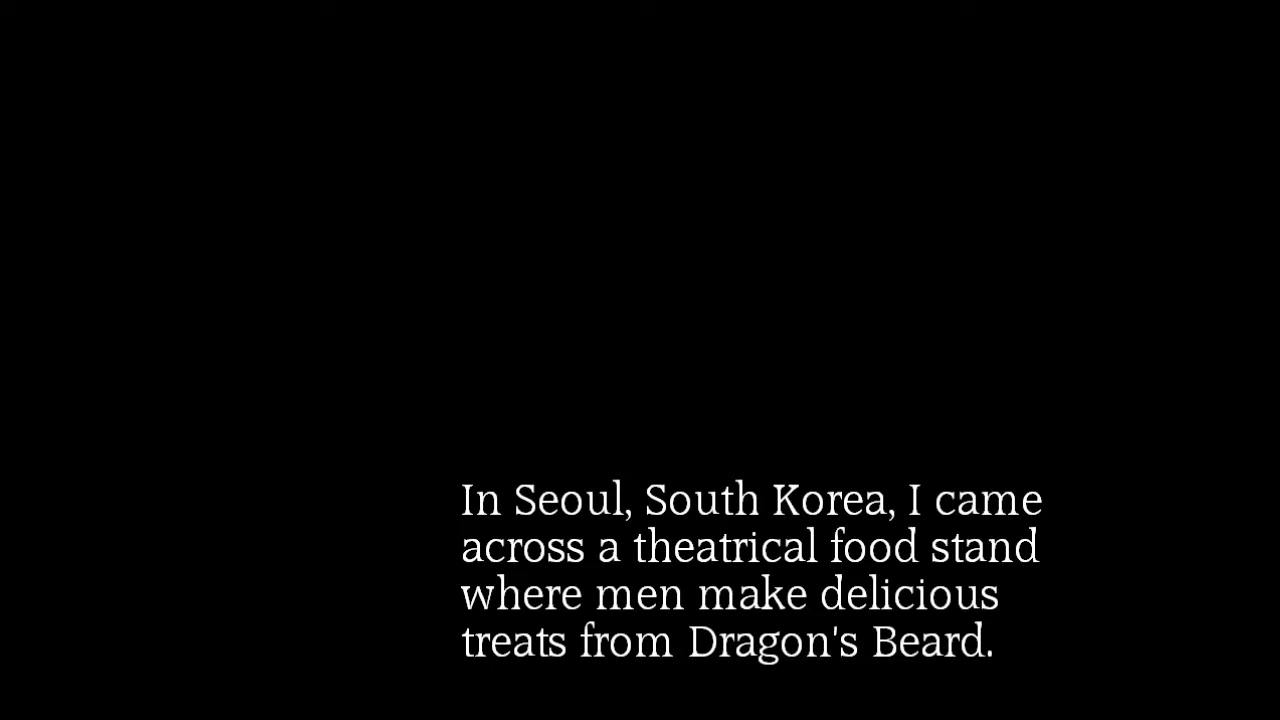 In Seoul, South Korea, I came
across a theatrical food stand
where men make delicious
treats from Dragon's Beard.